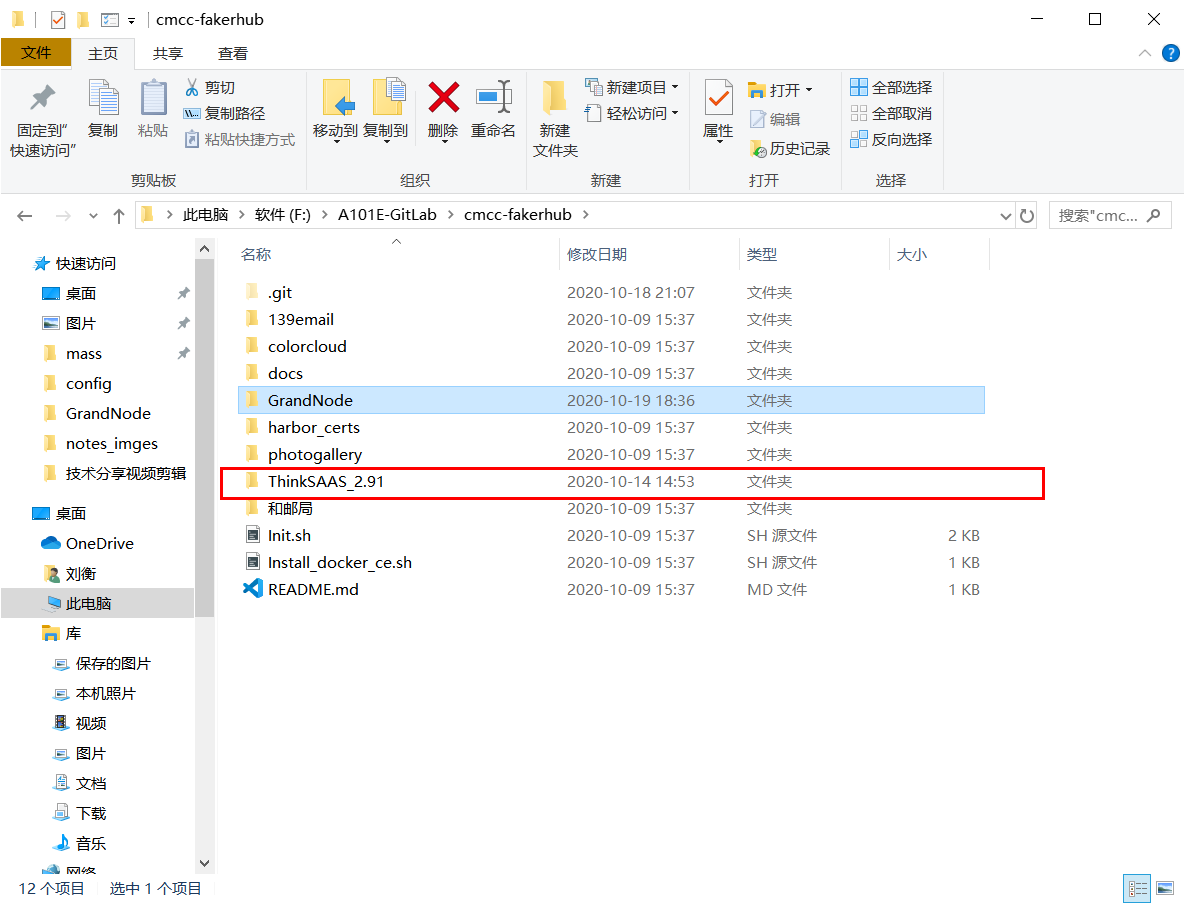 cmcc-fakerhub
文件 主页 共享 查看
固定到"快速访问" 复制 粘贴 剪切 复制路径 粘贴快捷方式
剪贴板
移动到 复制到 删除 重命名
组织
新建文件夹 新建项目 轻松访问
新建
属性 打开 编辑 历史记录
打开
全部选择 全部取消 反向选择
选择
此电脑 软件 (F:) A101E-GitLab cmcc-fakerhub
搜索"cmc...
快速访问
桌面
图片
mass
config
GrandNode
notes_imges
技术分享视频剪辑
桌面
OneDrive
刘衡
此电脑
库
保存的图片
本机照片
视频
图片
文档
下载
音乐
网络
名称 修改日期 类型 大小
.git 2020-10-18 21:07 文件夹
139email 2020-10-09 15:37 文件夹
colorcloud 2020-10-09 15:37 文件夹
docs 2020-10-09 15:37 文件夹
GrandNode 2020-10-19 18:36 文件夹
harbor_certs 2020-10-09 15:37 文件夹
photogallery 2020-10-09 15:37 文件夹
ThinkSAAS_2.91 2020-10-14 14:53 文件夹
和邮局 2020-10-09 15:37 文件夹
Init.sh 2020-10-09 15:37 SH 源文件 2 KB
Install_docker_ce.sh 2020-10-09 15:37 SH 源文件 1 KB
README.md 2020-10-09 15:37 MD 文件 1 KB
12 个项目 选中 1 个项目